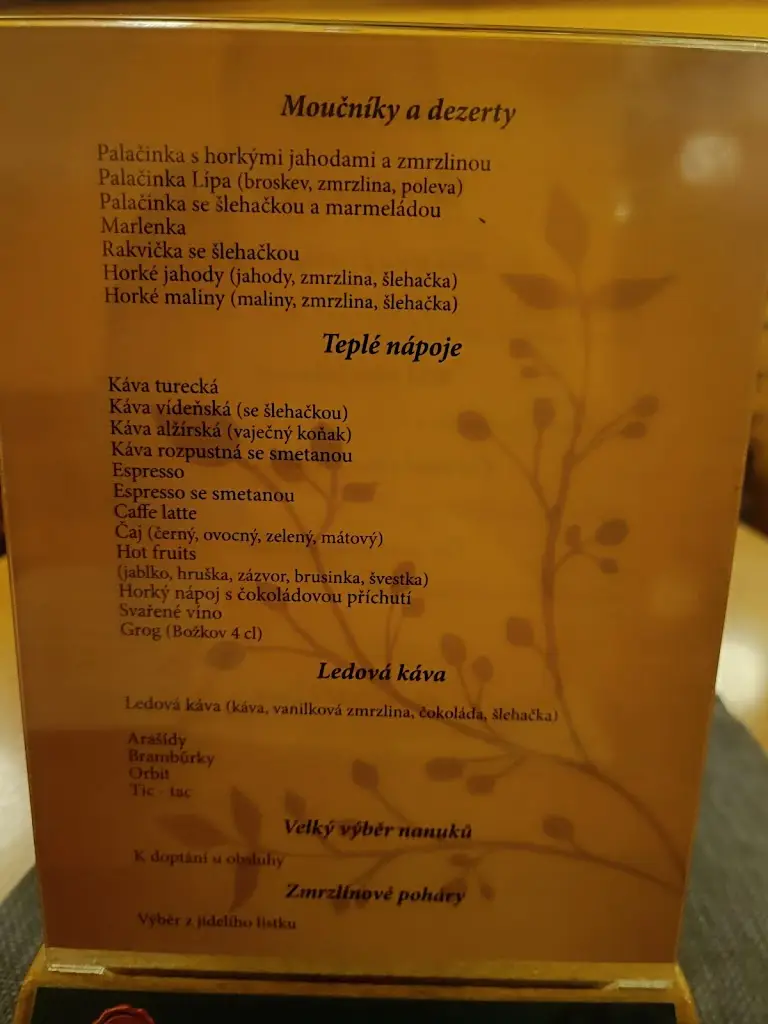 Moučníky a dezerty
Palačinka s horkými jahodami a zmrzlinou
Palačinka Lípa (broskev, zmrzlina, poleva)
Palačinka se šlehačkou a marmeládou
Marlenka
Rakvička se šlehačkou
Horké jahody (jahody, zmrzlina, šlehačka)
Horké maliny (maliny, zmrzlina, šlehačka)
Teplé nápoje
Káva turecká
Káva vídeňská (se šlehačkou)
Káva alžírská (vaječný koňak)
Káva rozpustná se smetanou
Espresso
Espresso se smetanou
Caffe latte
Čaj (černý, ovocný, zelený, mátový)
Hot fruits
(jablko, hruška, zázvor, brusinka, švestka)
Horký nápoj s čokoládovou příchutí
Svařené víno
Grog (Božkov 4 cl)
Ledová káva
Ledová káva (káva, vanilková zmrzlina, čokoláda, šlehačka)
Arašídy
Brambůrky
Orbit
Tic - tac
Velký výběr nanuků
K doptání u obsluhy
Zmrzlinové poháry
Výběr z jídelího lístku